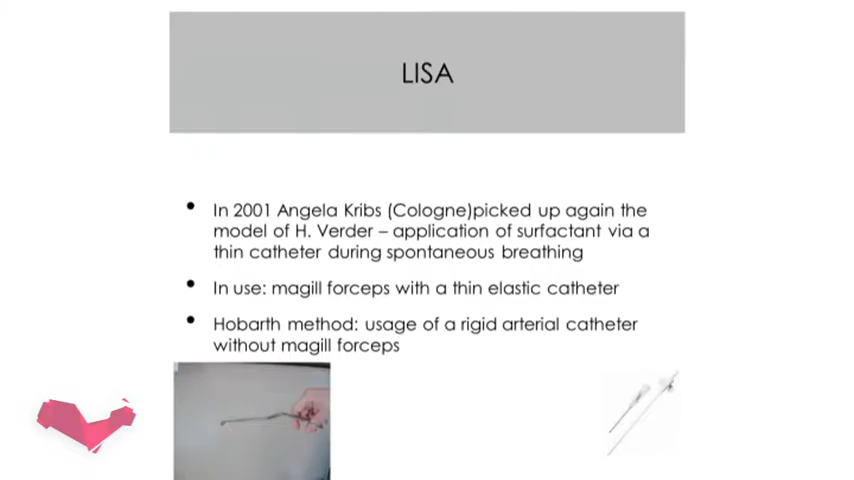 LISA
In 2001 Angela Kribs (Cologne)picked up again the
model of H. Verder – application of surfactant via a
thin catheter during spontaneous breathing
In use: magill forceps with a thin elastic catheter
Hobarth method: usage of a rigid arterial catheter
without magill forceps